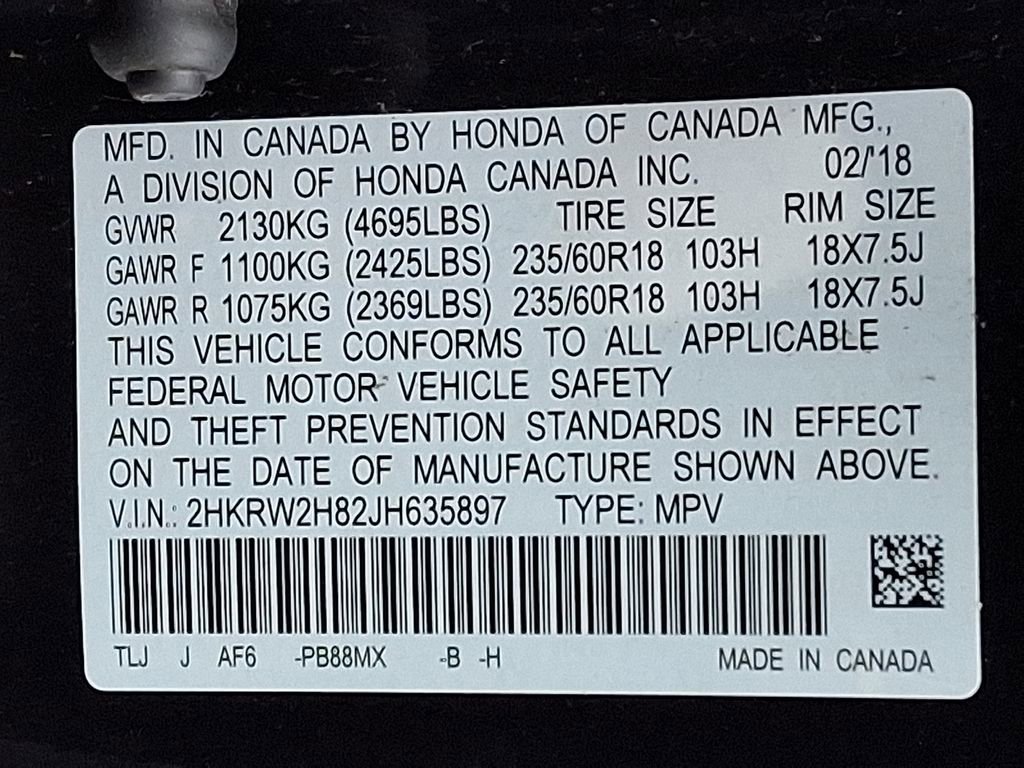 MFD. IN CANADA BY HONDA OF CANADA MFG.,
A DIVISION OF HONDA CANADA INC. 02/'18
GVWR 2130KG (4695LBS) TIRE SIZE RIM SIZE
GAWR F 1100KG (2425LBS) 235/60R18 103H 18X7.5J
GAWR R 1075KG (2369LBS) 235/60R18 103H 18X7.5J
THIS VEHICLE CONFORMS TO ALL APPLICABLE
FEDERAL MOTOR VEHICLE SAFETY
AND THEFT PREVENTION STANDARDS IN EFFECT
ON THE DATE OF MANUFACTURE SHOWN ABOVE.
V.I.N.: 2HKRW2H82JH635897 TYPE: MPV
TLJ J AF6 -PB88MX -B -H MADE IN CANADA